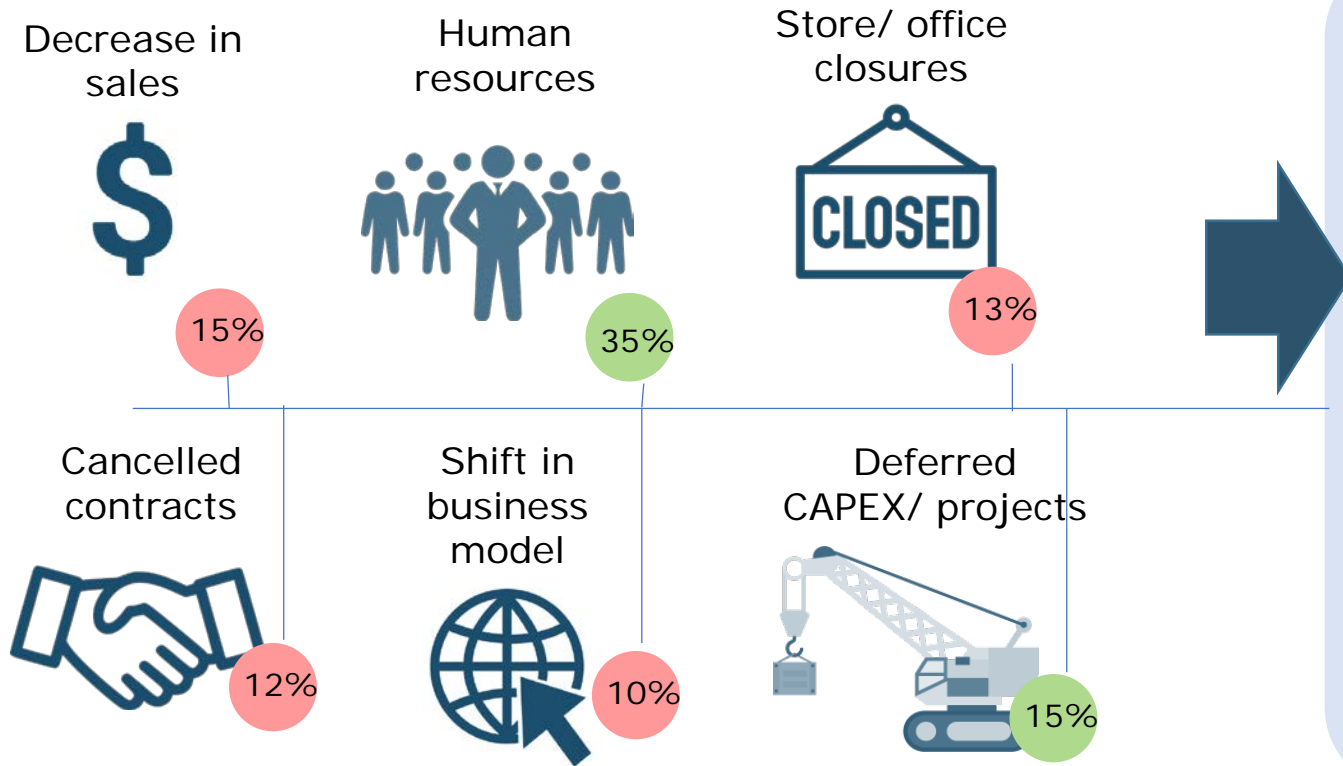 Decrease in
sales
15%
Human
resources
35%
Store/ office
closures
CLOSED
13%
Cancelled
contracts
12%
Shift in
business
model
10%
Deferred
CAPEX/ projects
15%